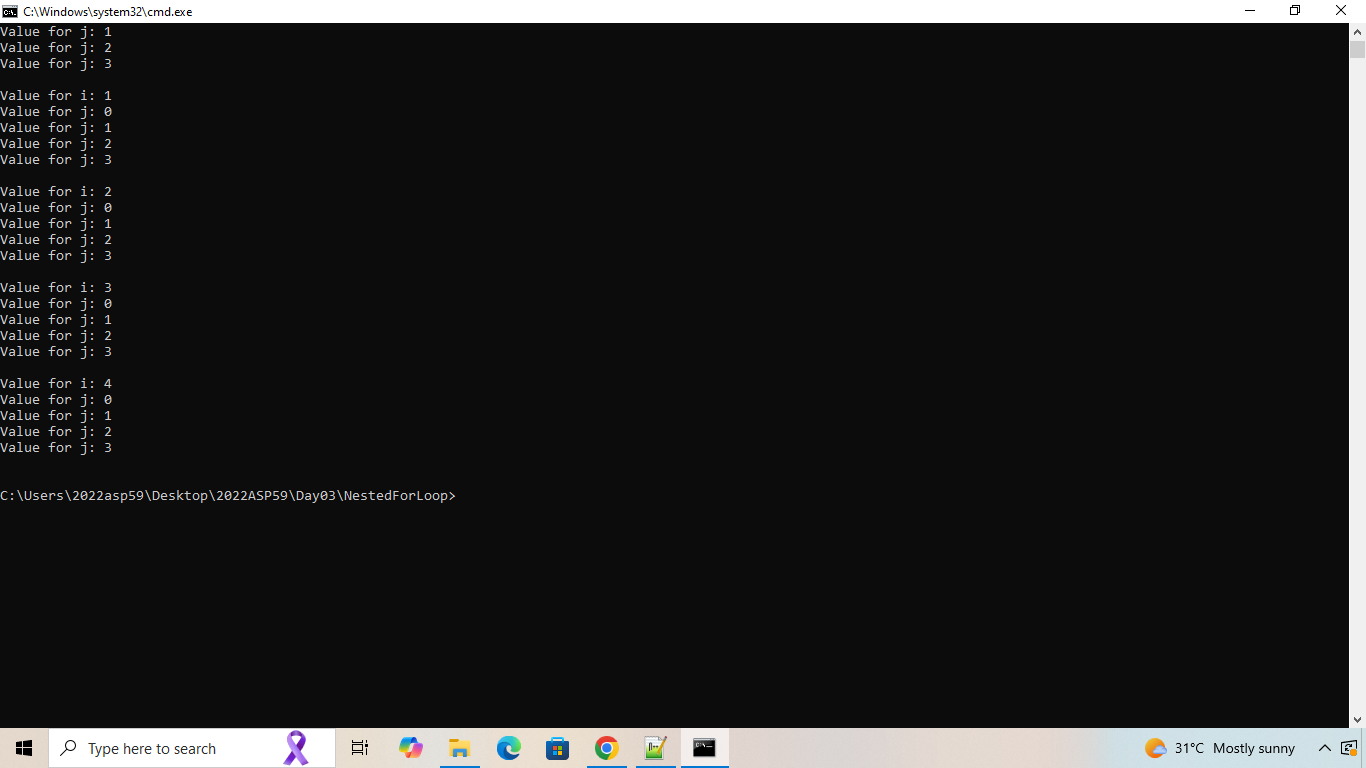 C:\Windows\system32\cmd.exe
Value for j: 1
Value for j: 2
Value for j: 3
Value for i: 1
Value for j: 0
Value for j: 1
Value for j: 2
Value for j: 3
Value for i: 2
Value for j: 0
Value for j: 1
Value for j: 2
Value for j: 3
Value for i: 3
Value for j: 0
Value for j: 1
Value for j: 2
Value for j: 3
Value for i: 4
Value for j: 0
Value for j: 1
Value for j: 2
Value for j: 3
C:\Users\2022asp59\Desktop\2022ASP59\Day03\NestedForLoop>
Type here to search
31°C Mostly sunny